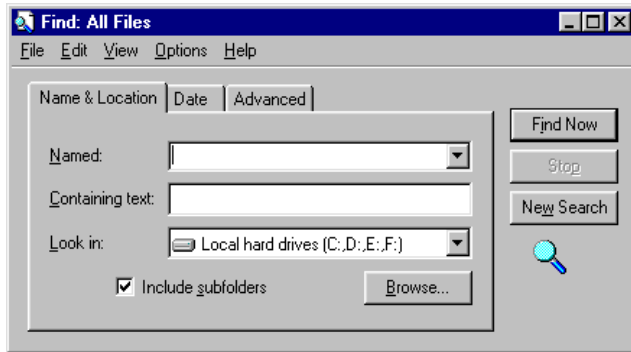 Find: All Files
File Edit View Options Help
Name & Location Date Advanced
Find Now
Named:
Stop
Containing text:
New Search
Look in: Local hard drives (C:,D:,E:,F:)
Include subfolders Browse...